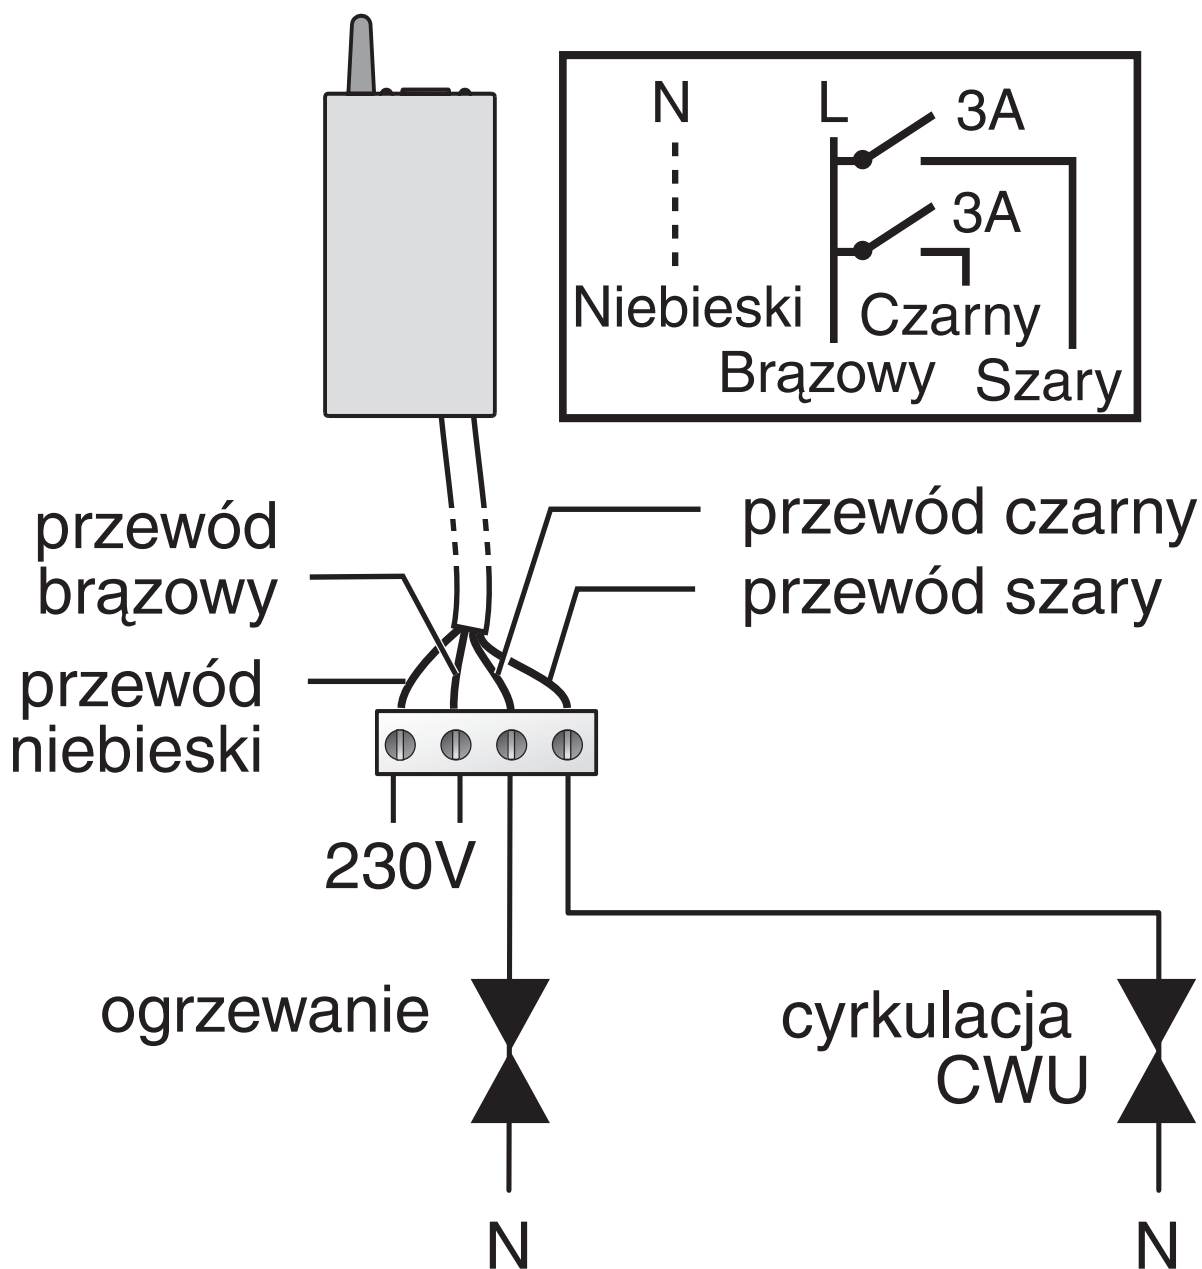 N
L
3A
3A
Niebieski
Czarny
Brązowy
Szary
przewód
brązowy
przewód
niebieski
przewód czarny
przewód szary
230V
ogrzewanie
cyrkulacja
CWU
N
N